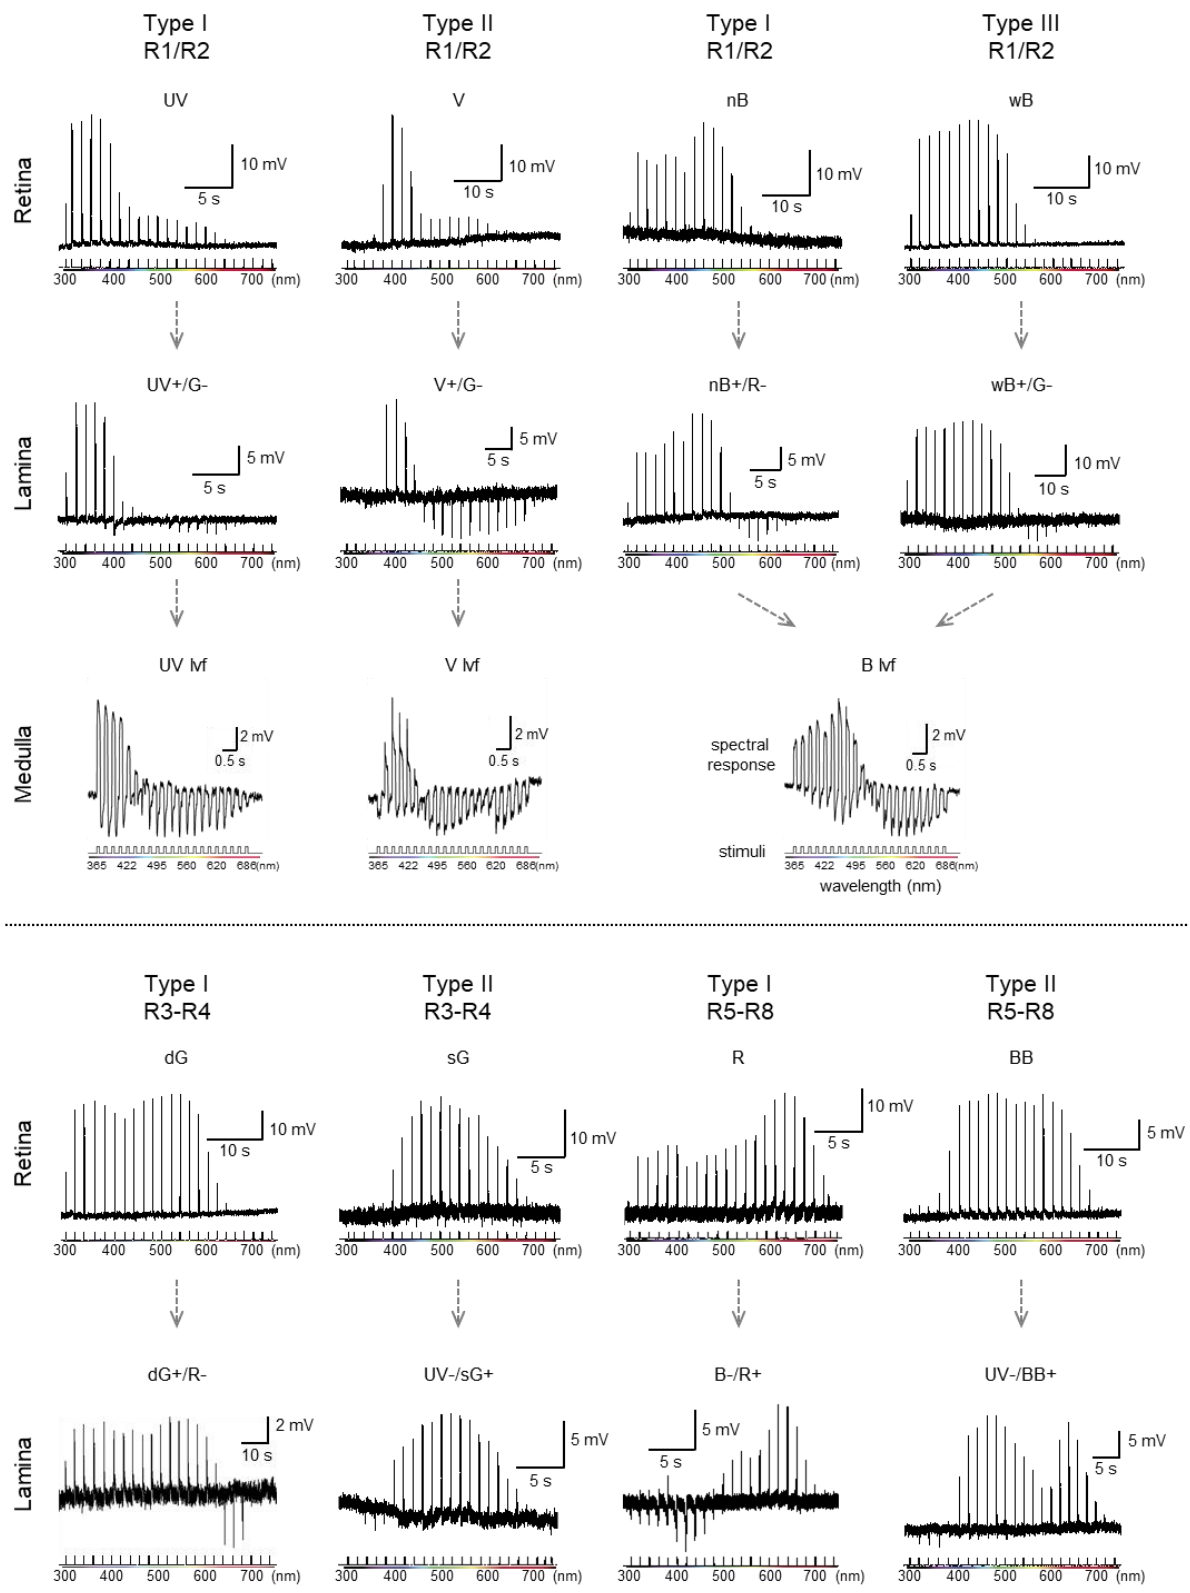 Type I Type II Type I Type III
R1/R2 R1/R2 R1/R2 R1/R2
UV V nB wB
Retina
10 mV 10 mV 10 mV 10 mV
5 s 10 s 10 s 10 s
300 400 500 600 700 (nm) 300 400 500 600 700 (nm) 300 400 500 600 700 (nm) 300 400 500 600 700 (nm)
UV+/G- V+/G- nB+/R- wB+/G-
Lamina
5 mV 5 mV 5 mV 10 mV
5 s 5 s 5 s 10 s
300 400 500 600 700 (nm) 300 400 500 600 700 (nm) 300 400 500 600 700 (nm) 300 400 500 600 700 (nm)
UV lvf V lvf B lvf
Medulla
2 mV 2 mV spectral response 2 mV
0.5 s 0.5 s 0.5 s
stimuli
365 422 495 560 620 686(nm) 365 422 495 560 620 686(nm) 365 422 495 560 620 686(nm)
wavelength (nm)
Type I Type II Type I Type II
R3-R4 R3-R4 R5-R8 R5-R8
dG sG R BB
Retina
10 mV 10 mV 10 mV 5 mV
10 s 5 s 5 s 10 s
300 400 500 600 700 (nm) 300 400 500 600 700 (nm) 300 400 500 600 700 (nm) 300 400 500 600 700 (nm)
dG+/R- UV-/sG+ B-/R+ UV-/BB+
Lamina
2 mV 5 mV 5 mV 5 mV
10 s 5 s 5 s 5 s
300 400 500 600 700 (nm) 300 400 500 600 700 (nm) 300 400 500 600 700 (nm) 300 400 500 600 700 (nm)